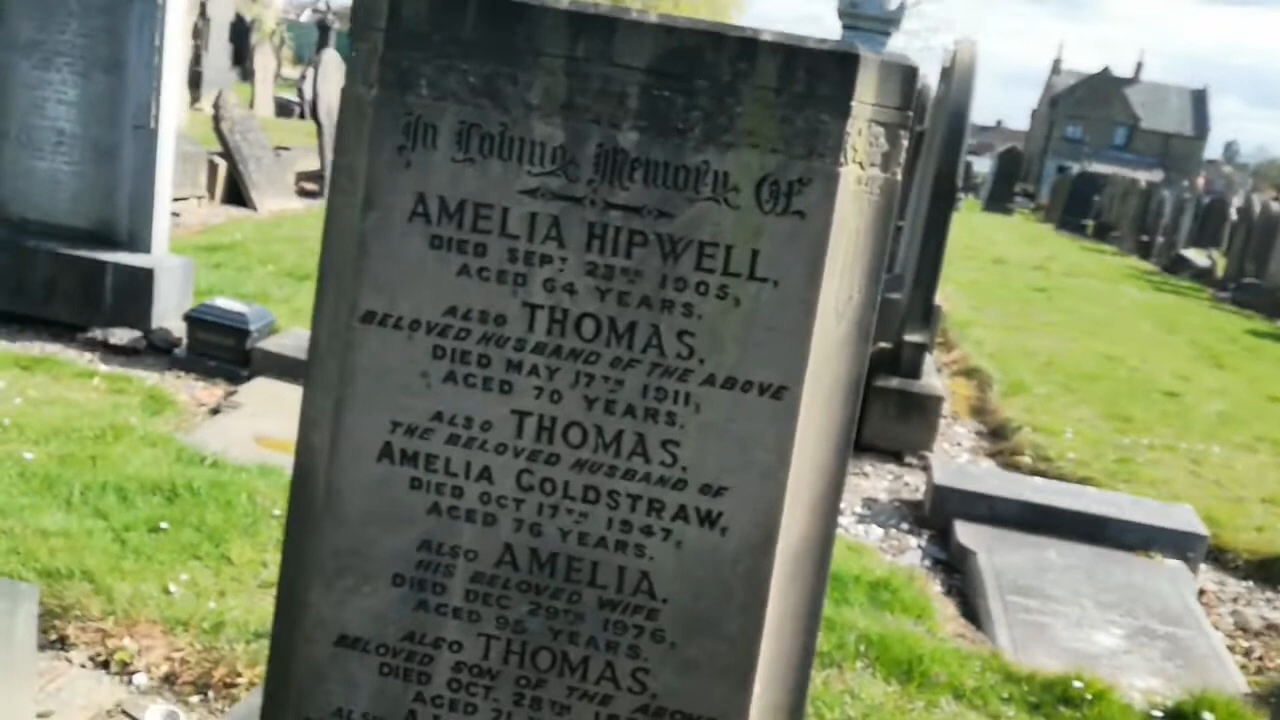 In Loving Memory Of
AMELIA HIPWELL,
DIED SEPT 23RD 1905,
AGED 64 YEARS.
ALSO THOMAS.
BELOVED HUSBAND OF THE ABOVE
DIED MAY 17TH 1911,
AGED 70 YEARS.
ALSO THOMAS.
THE BELOVED HUSBAND OF
AMELIA GOLDSTRAW,
DIED OCT 17TH 1947,
AGED 76 YEARS.
ALSO AMELIA.
HIS BELOVED WIFE
DIED DEC 29TH 1976,
AGED 96 YEARS.
ALSO THOMAS,
BELOVED SON OF THE ABOVE
DIED OCT. 28TH
AGED
ALSO